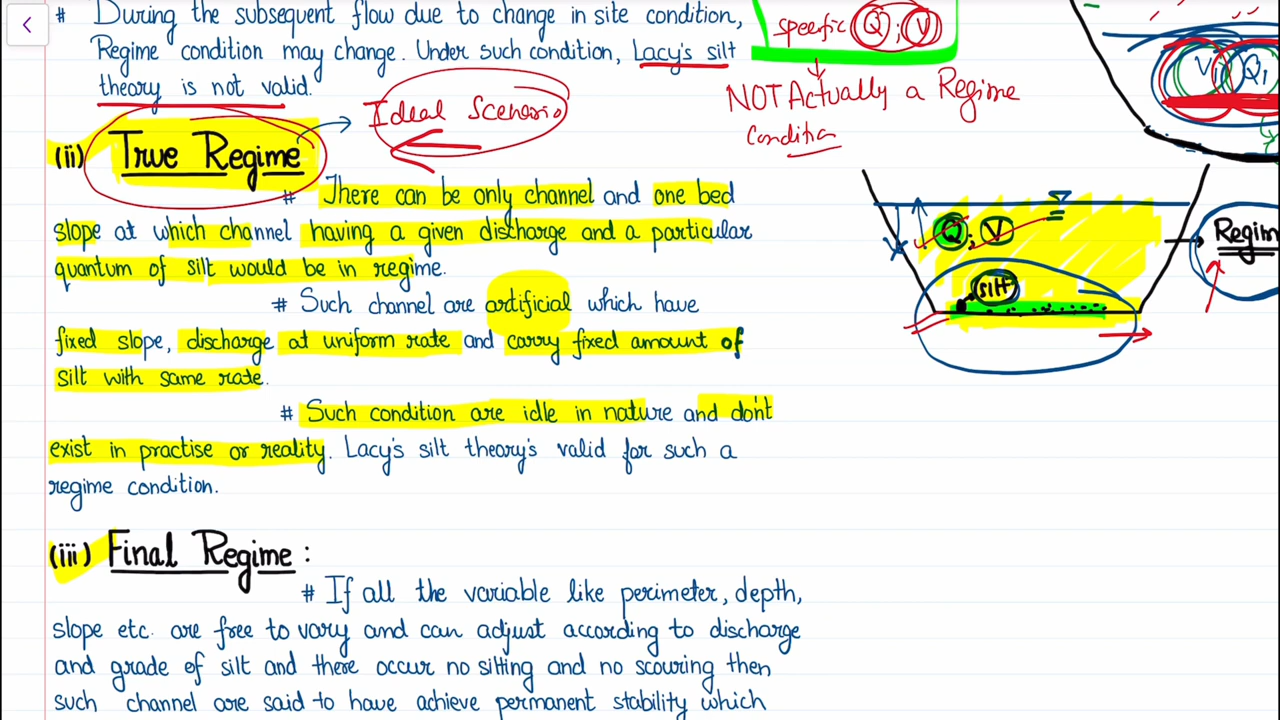 # During the subsequent flow due to change in site condition,
Regime condition may change. Under such condition, Lacy's silt
theory is not valid.
specific Q ; V
NOT Actually a Regime
Condition
V1 Q1
(ii) True Regime
Ideal Scenario
# There can be only channel and one bed
slope at which channel having a given discharge and a particular
quantum of silt would be in regime.
# Such channel are artificial which have
fixed slope, discharge at uniform rate and carry fixed amount of
silt with same rate.
# Such condition are idle in nature and don't
exist in practise or reality. Lacy's silt theory's valid for such a
regime condition.
Q ; V
silt
Regim
(iii) Final Regime :
# If all the variable like perimeter, depth,
slope etc. are free to vary and can adjust according to discharge
and grade of silt and there occur no silting and no scouring then
such channel are said to have achieve permanent stability which